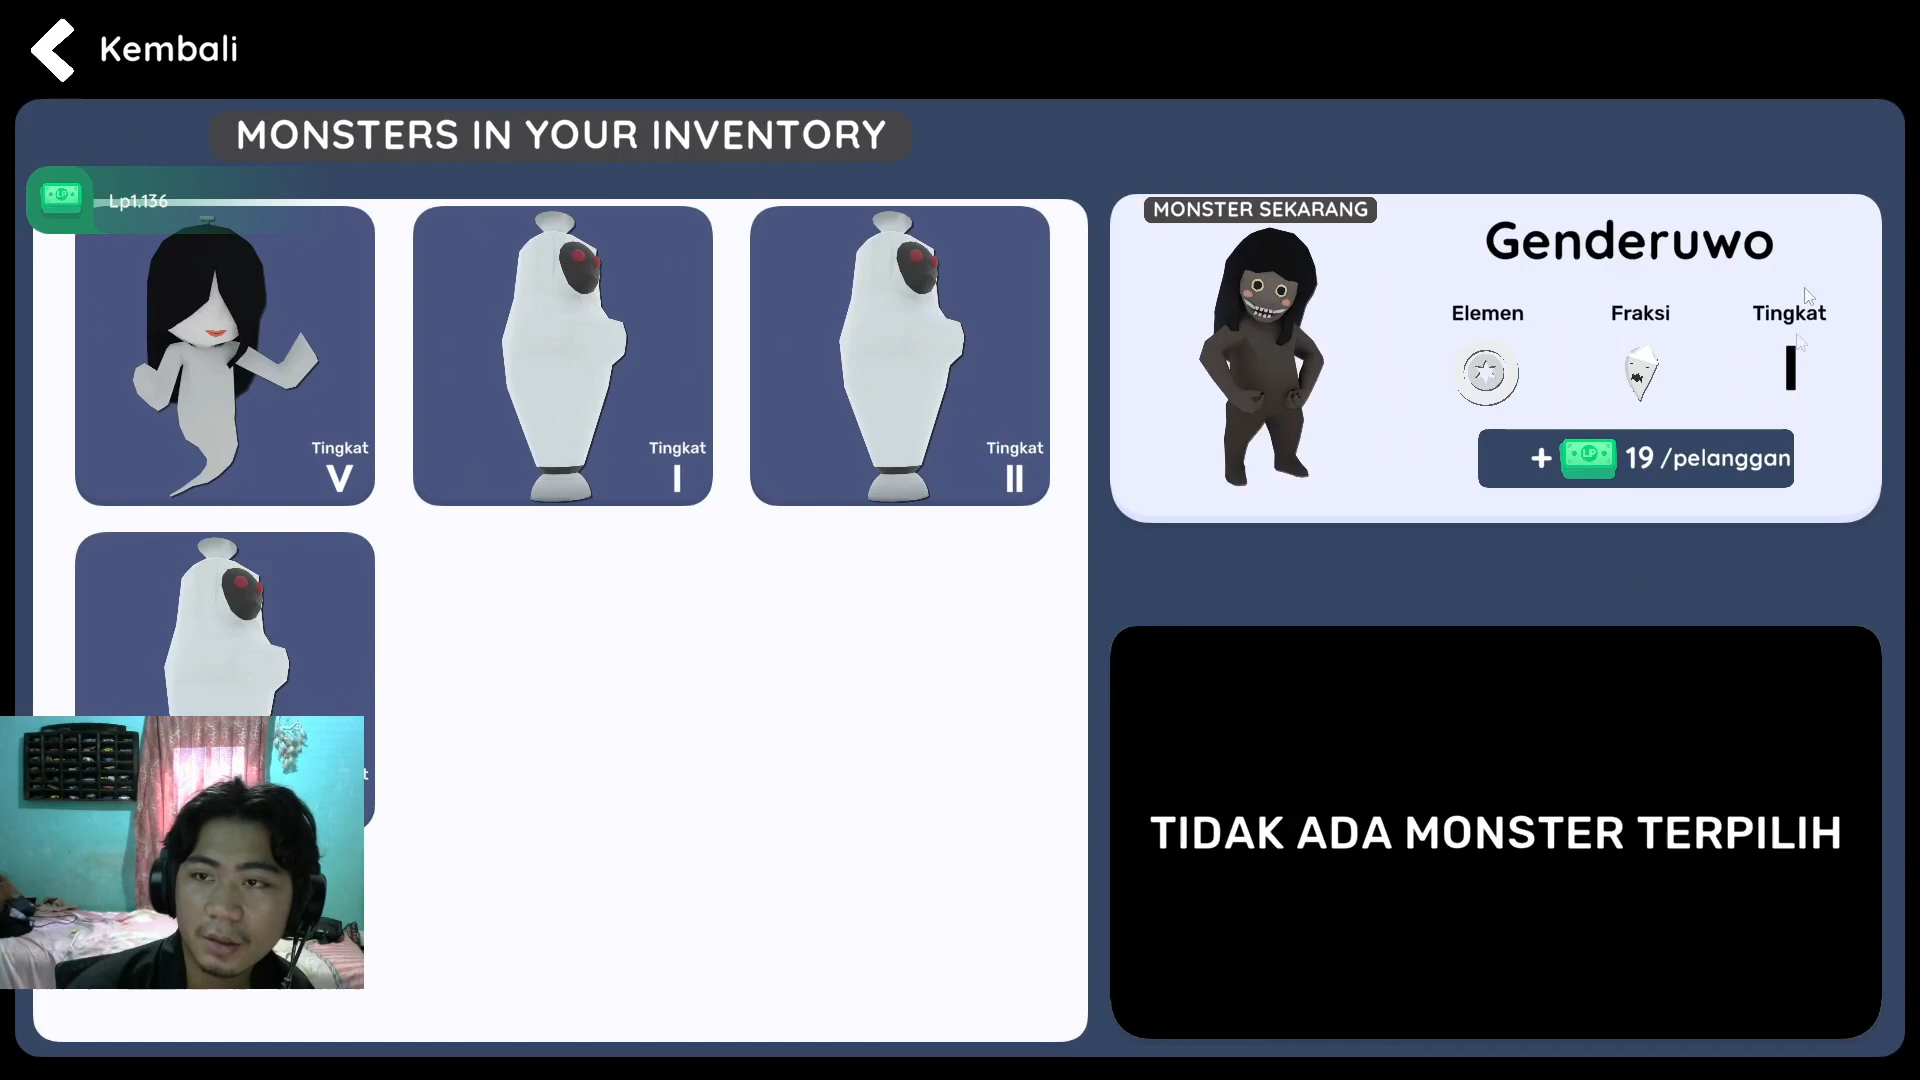 Kembali
MONSTERS IN YOUR INVENTORY
Lp1.136
Tingkat
V
Tingkat
I
Tingkat
II
MONSTER SEKARANG
Genderuwo
Elemen
Fraksi
Tingkat
I
+ LP 19 /pelanggan
TIDAK ADA MONSTER TERPILIH